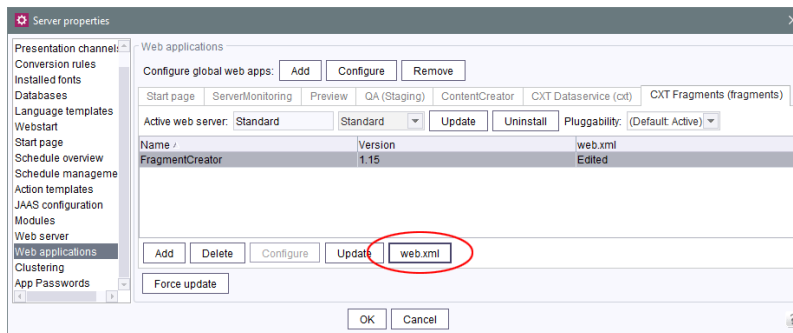 Server properties
Presentation channels
Conversion rules
Installed fonts
Databases
Language templates
Webstart
Start page
Schedule overview
Schedule manageme
Action templates
JAAS configuration
Modules
Web server
Web applications
Clustering
App Passwords
Web applications
Configure global web apps: Add Configure Remove
Start page ServerMonitoring Preview QA (Staging) ContentCreator CXT Dataservice (cxt) CXT Fragments (fragments)
Active web server: Standard Standard Update Uninstall Pluggability: (Default: Active)
Name Version web.xml
FragmentCreator 1.15 Edited
Add Delete Configure Update web.xml
Force update
OK Cancel